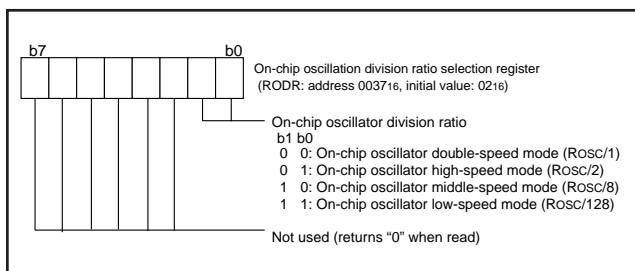 b7 b0
On-chip oscillation division ratio selection register
(RODR: address 003716, initial value: 0216)
On-chip oscillator division ratio
b1 b0
0 0: On-chip oscillator double-speed mode (ROSC/1)
0 1: On-chip oscillator high-speed mode (ROSC/2)
1 0: On-chip oscillator middle-speed mode (ROSC/8)
1 1: On-chip oscillator low-speed mode (ROSC/128)
Not used (returns “0” when read)